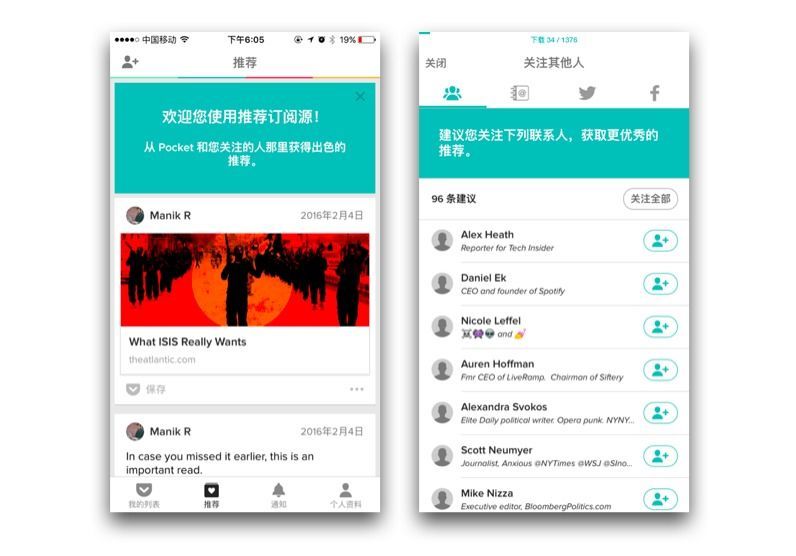 中国移动
下午6:05
19%
推荐
欢迎您使用推荐订阅源！
从 Pocket 和您关注的人那里获得出色的
推荐。
Manik R
2016年2月4日
What ISIS Really Wants
theatlantic.com
保存
Manik R
2016年2月4日
In case you missed it earlier, this is an
important read.
我的列表
推荐
通知
个人资料
下载 34 / 1376
关闭
关注其他人
建议您关注下列联系人，获取更优秀的
推荐。
96 条建议
关注全部
Alex Heath
Reporter for Tech Insider
Daniel Ek
CEO and founder of Spotify
Nicole Leffel
☠️👾👽 and 💅
Auren Hoffman
Fmr CEO of LiveRamp. Chairman of Siftery
Alexandra Svokos
Elite Daily political writer. Opera punk. NYNY...
Scott Neumyer
Journalist, Anxious @NYTimes @WSJ @SIno...
Mike Nizza
Executive editor, BloombergPolitics.com